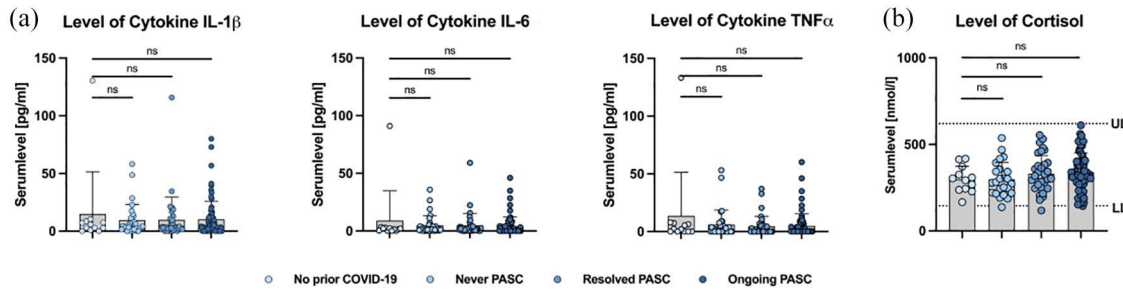 (a)
Level of Cytokine IL-1β
Serumlevel [pg/ml]
150
100
50
0
ns
ns
ns
Level of Cytokine IL-6
Serumlevel [pg/ml]
150
100
50
0
ns
ns
ns
Level of Cytokine TNFα
Serumlevel [pg/ml]
150
100
50
0
ns
ns
ns
(b)
Level of Cortisol
Serumlevel [nmol/l]
1000
500
0
ns
ns
ns
No prior COVID-19 Never PASC Resolved PASC Ongoing PASC